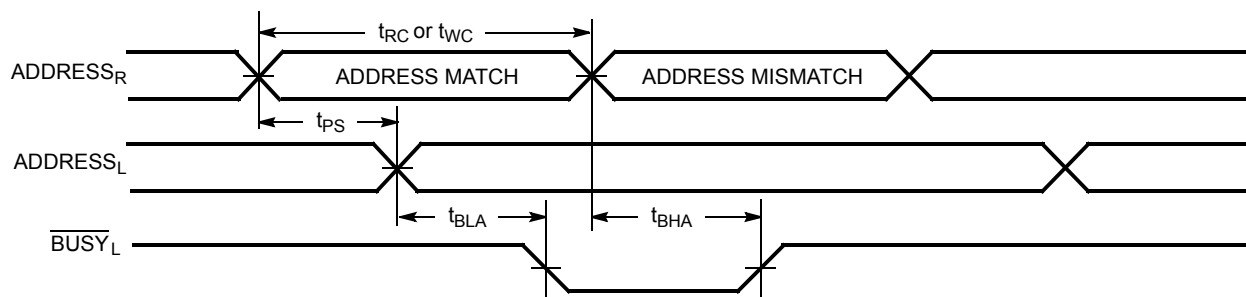 tRC or tWC
ADDRESSR
ADDRESS MATCH
ADDRESS MISMATCH
tPS
ADDRESSL
tBLA
tBHA
BUSYL